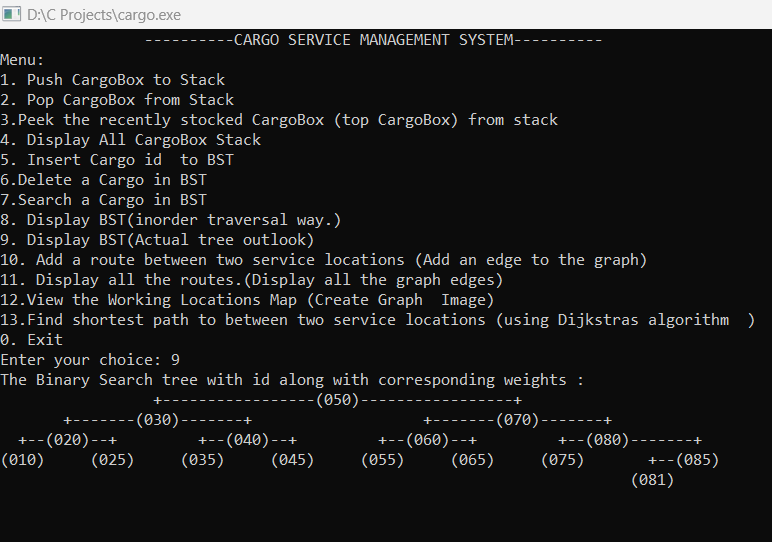 D:\C Projects\cargo.exe
----------CARGO SERVICE MANAGEMENT SYSTEM----------
Menu:
1. Push CargoBox to Stack
2. Pop CargoBox from Stack
3.Peek the recently stocked CargoBox (top CargoBox) from stack
4. Display All CargoBox Stack
5. Insert Cargo id  to BST
6.Delete a Cargo in BST
7.Search a Cargo in BST
8. Display BST(inorder traversal way.)
9. Display BST(Actual tree outlook)
10. Add a route between two service locations (Add an edge to the graph)
11. Display all the routes.(Display all the graph edges)
12.View the Working Locations Map (Create Graph  Image)
13.Find shortest path to between two service locations (using Dijkstras algorithm  )
0. Exit
Enter your choice: 9
The Binary Search tree with id along with corresponding weights :
                 +-----------------(050)-----------------+
       +-------(030)-------+                   +-------(070)-------+
  +--(020)--+         +--(040)--+         +--(060)--+         +--(080)-------+
(010)     (025)     (035)     (045)     (055)     (065)     (075)       +--(085)
                                                                      (081)